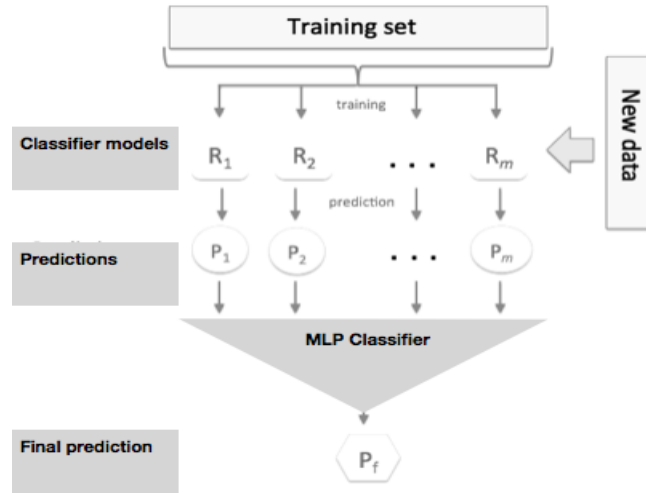 Training set
training
New data
Classifier models
R1
R2
. . .
Rm
prediction
Predictions
P1
P2
. . .
Pm
MLP Classifier
Final prediction
Pf